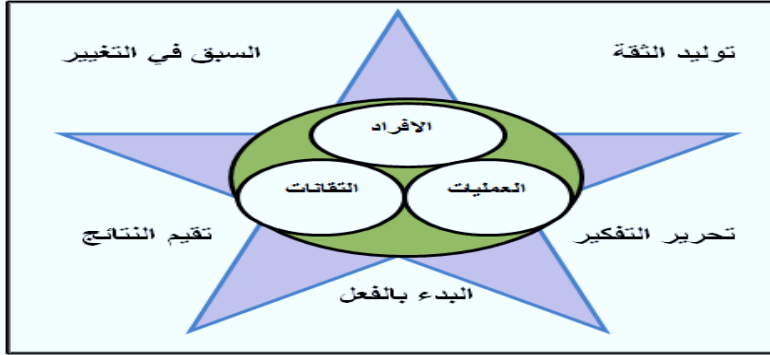 توليد الثقة
السبق في التغيير
الافراد
العمليات
التقانات
تحرير التفكير
تقيم النتائج
البدء بالفعل